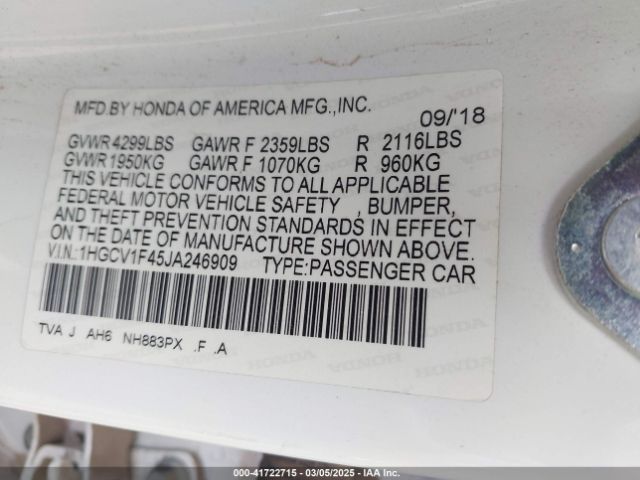 MFD.BY HONDA OF AMERICA MFG.,INC. 09/'18
GVWR 4299LBS GAWR F 2359LBS R 2116LBS
GVWR 1950KG GAWR F 1070KG R 960KG
THIS VEHICLE CONFORMS TO ALL APPLICABLE
FEDERAL MOTOR VEHICLE SAFETY , BUMPER,
AND THEFT PREVENTION STANDARDS IN EFFECT
ON THE DATE OF MANUFACTURE SHOWN ABOVE.
V.I.N.:1HGCV1F45JA246909 TYPE:PASSENGER CAR
TVA J AH6 NH883PX .F .A
000-41722715 - 03/05/2025 - IAAI.COM